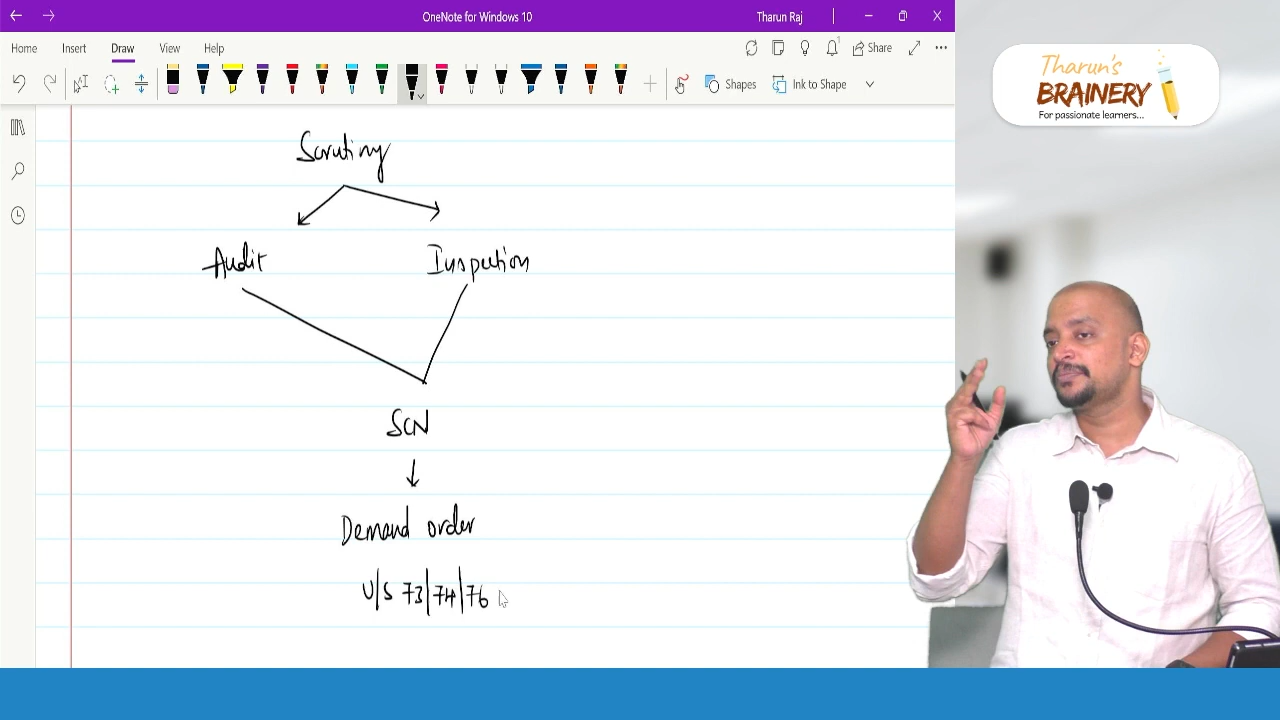 OneNote for Windows 10
Tharun Raj
Home Insert Draw View Help
Share
Shapes
Ink to Shape
Tharun's
BRAINERY
For passionate learners...
Scrutiny
Audit Inspection
SCN
Demand order
U/S 73/74/76